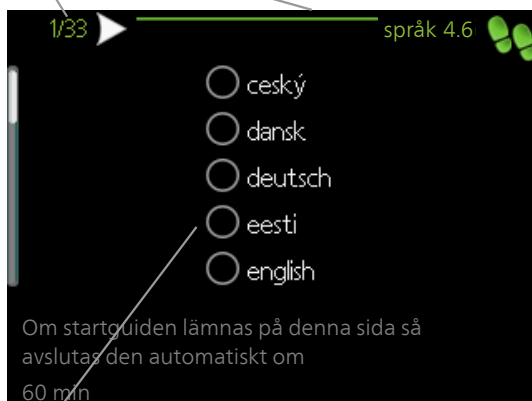 1/33 språk 4.6
ceský
dansk
deutsch
eesti
english
Om startguiden lämnas på denna sida så
avslutas den automatiskt om
60 min